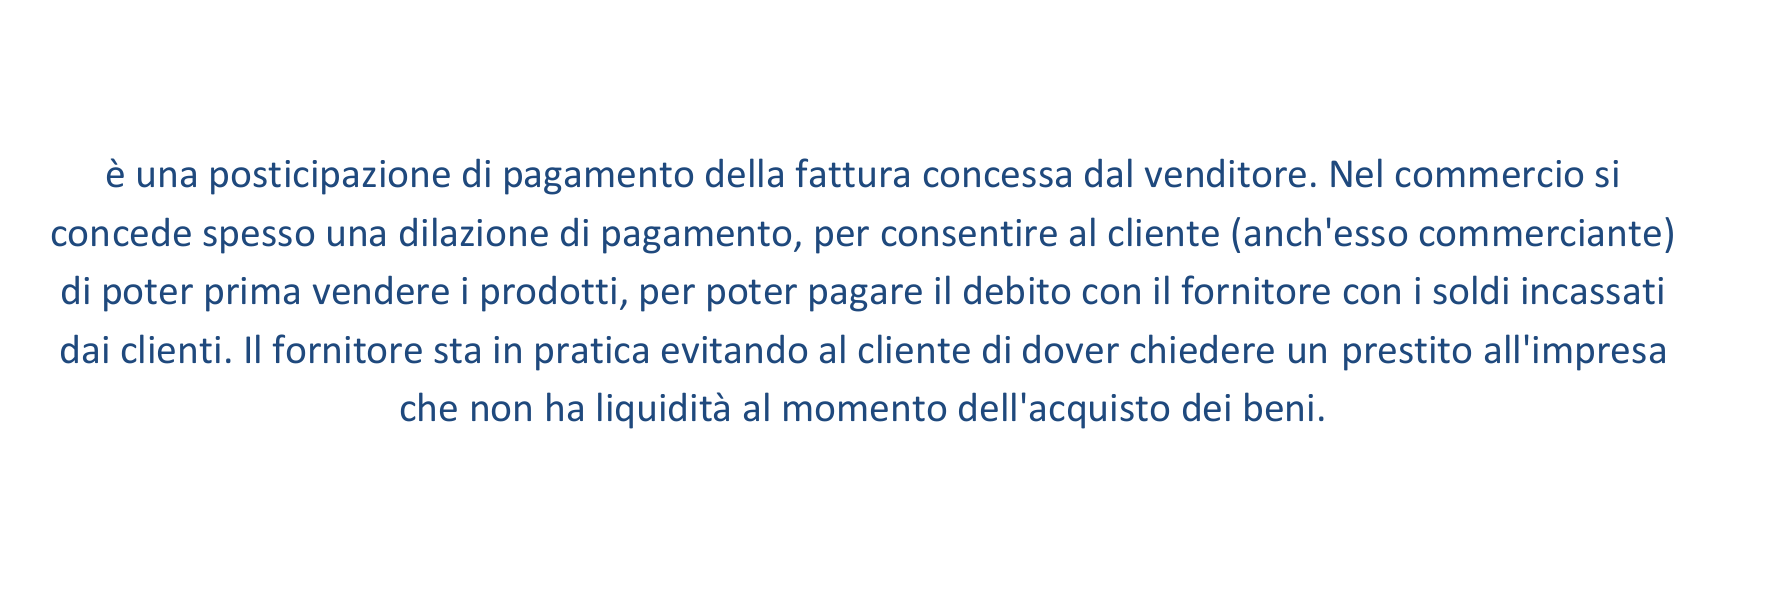 è una posticipazione di pagamento della fattura concessa dal venditore. Nel commercio si
concede spesso una dilazione di pagamento, per consentire al cliente (anch'esso commerciante)
di poter prima vendere i prodotti, per poter pagare il debito con il fornitore con i soldi incassati
dai clienti. Il fornitore sta in pratica evitando al cliente di dover chiedere un prestito all'impresa
che non ha liquidità al momento dell'acquisto dei beni.